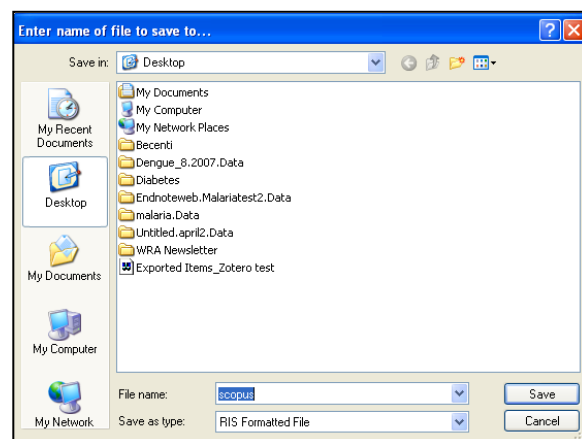 Enter name of file to save to...
Save in:
Desktop
My Recent
Documents
Desktop
My Documents
My Computer
My Network
My Documents
My Computer
My Network Places
Becenti
Dengue_8.2007.Data
Diabetes
Endnoteweb.Malariatest2.Data
malaria.Data
Untitled.april2.Data
WRA Newsletter
Exported Items_Zotero test
File name:
scopus
Save
Save as type:
RIS Formatted File
Cancel